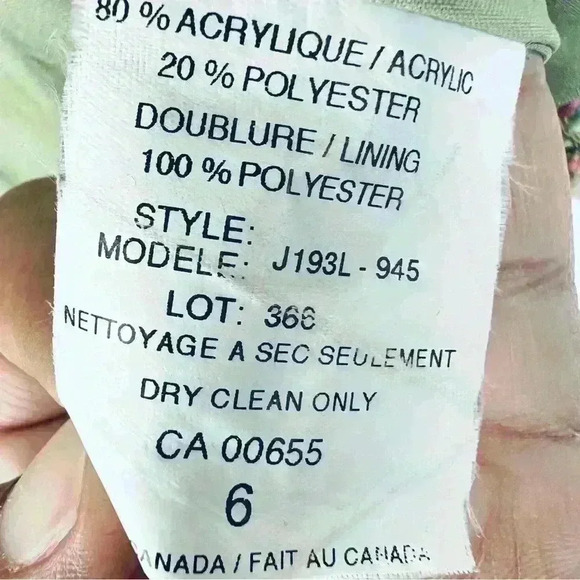 80 % ACRYLIQUE / ACRYLIC
20 % POLYESTER
DOUBLURE / LINING
100 % POLYESTER
STYLE:
MODELE: J193L - 945
LOT: 366
NETTOYAGE A SEC SEULEMENT
DRY CLEAN ONLY
CA 00655
6
CANADA / FAIT AU CANADA